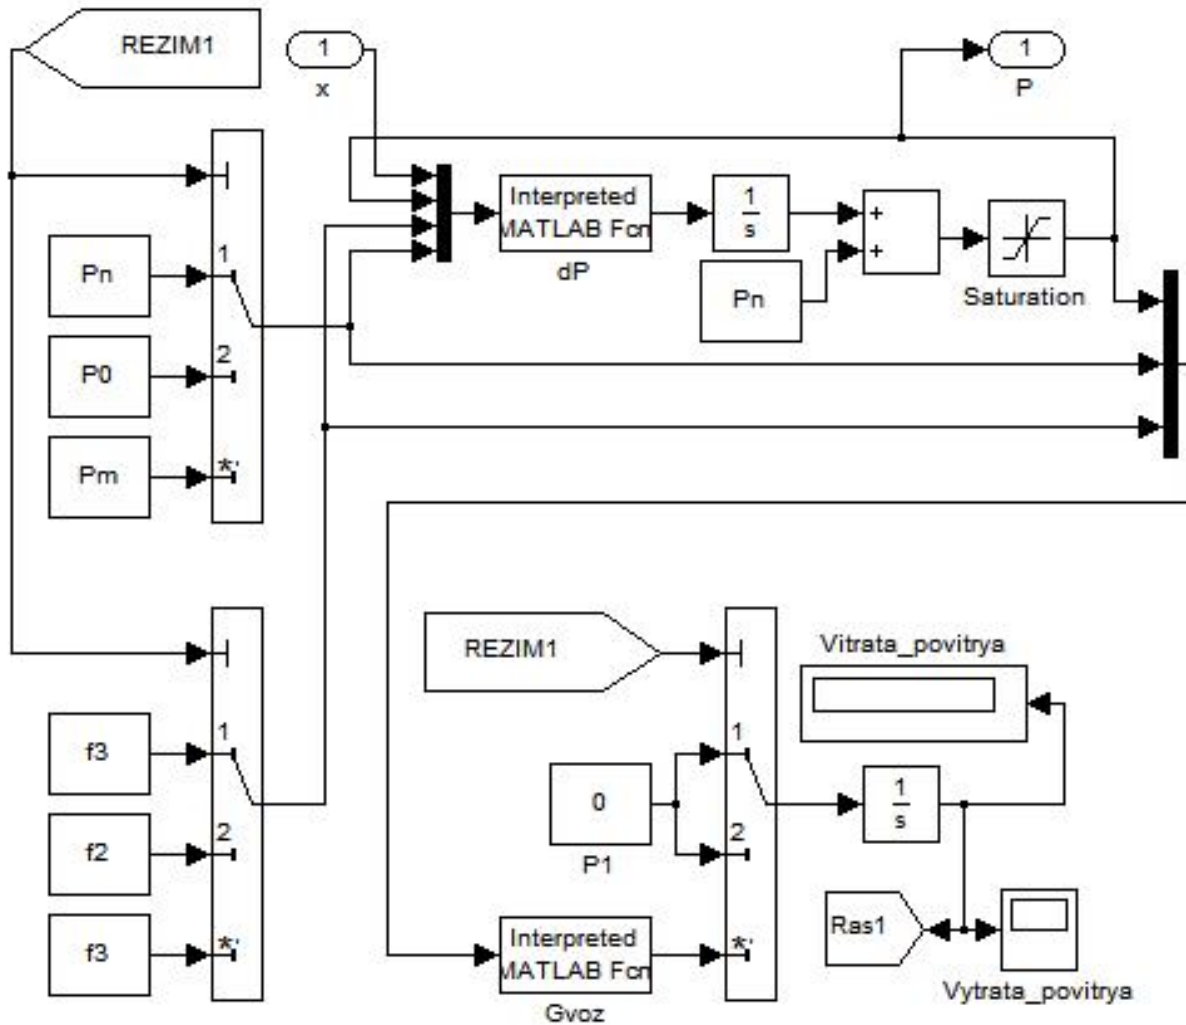 REZIM1
1
x
1
P
Interpreted
MATLAB Fcn
dP
1
s
+
+
Saturation
Pn
1
Pn
P0
2
Pm
*,
REZIM1
Vitrata_povitrya
f3
1
f2
2
f3
*,
0
P1
1
2
*,
1
s
Interpreted
MATLAB Fcn
Gvoz
Ras1
Vytrata_povitrya